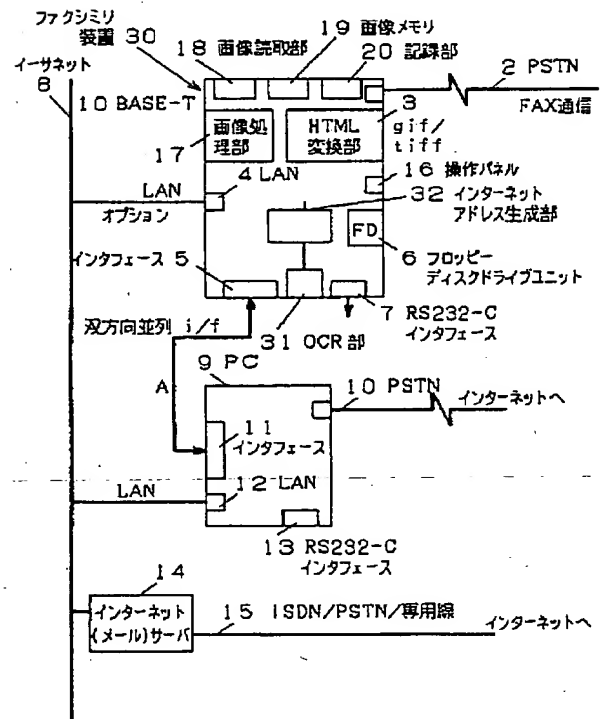 ファクシミリ
装置 30
イーサネット
8
10 BASE-T
18 画像読取部
19 画像メモリ
20 記録部
2 PSTN
FAX通信
17
画像処
理部
HTML
変換部
3
gif/
tiff
4 LAN
LAN
オプション
16 操作パネル
32 インターネット
アドレス生成部
FD
6 フロッピー
ディスクドライブユニット
インタフェース 5
7 RS232-C
インタフェース
31 OCR部
双方向並列 i/f
A
9 PC
10 PSTN
インターネットへ
11
インタフェース
LAN
12 LAN
13 RS232-C
インタフェース
14
インターネット
(メール)サーバ
15 ISDN/PSTN/専用線
インターネットへ